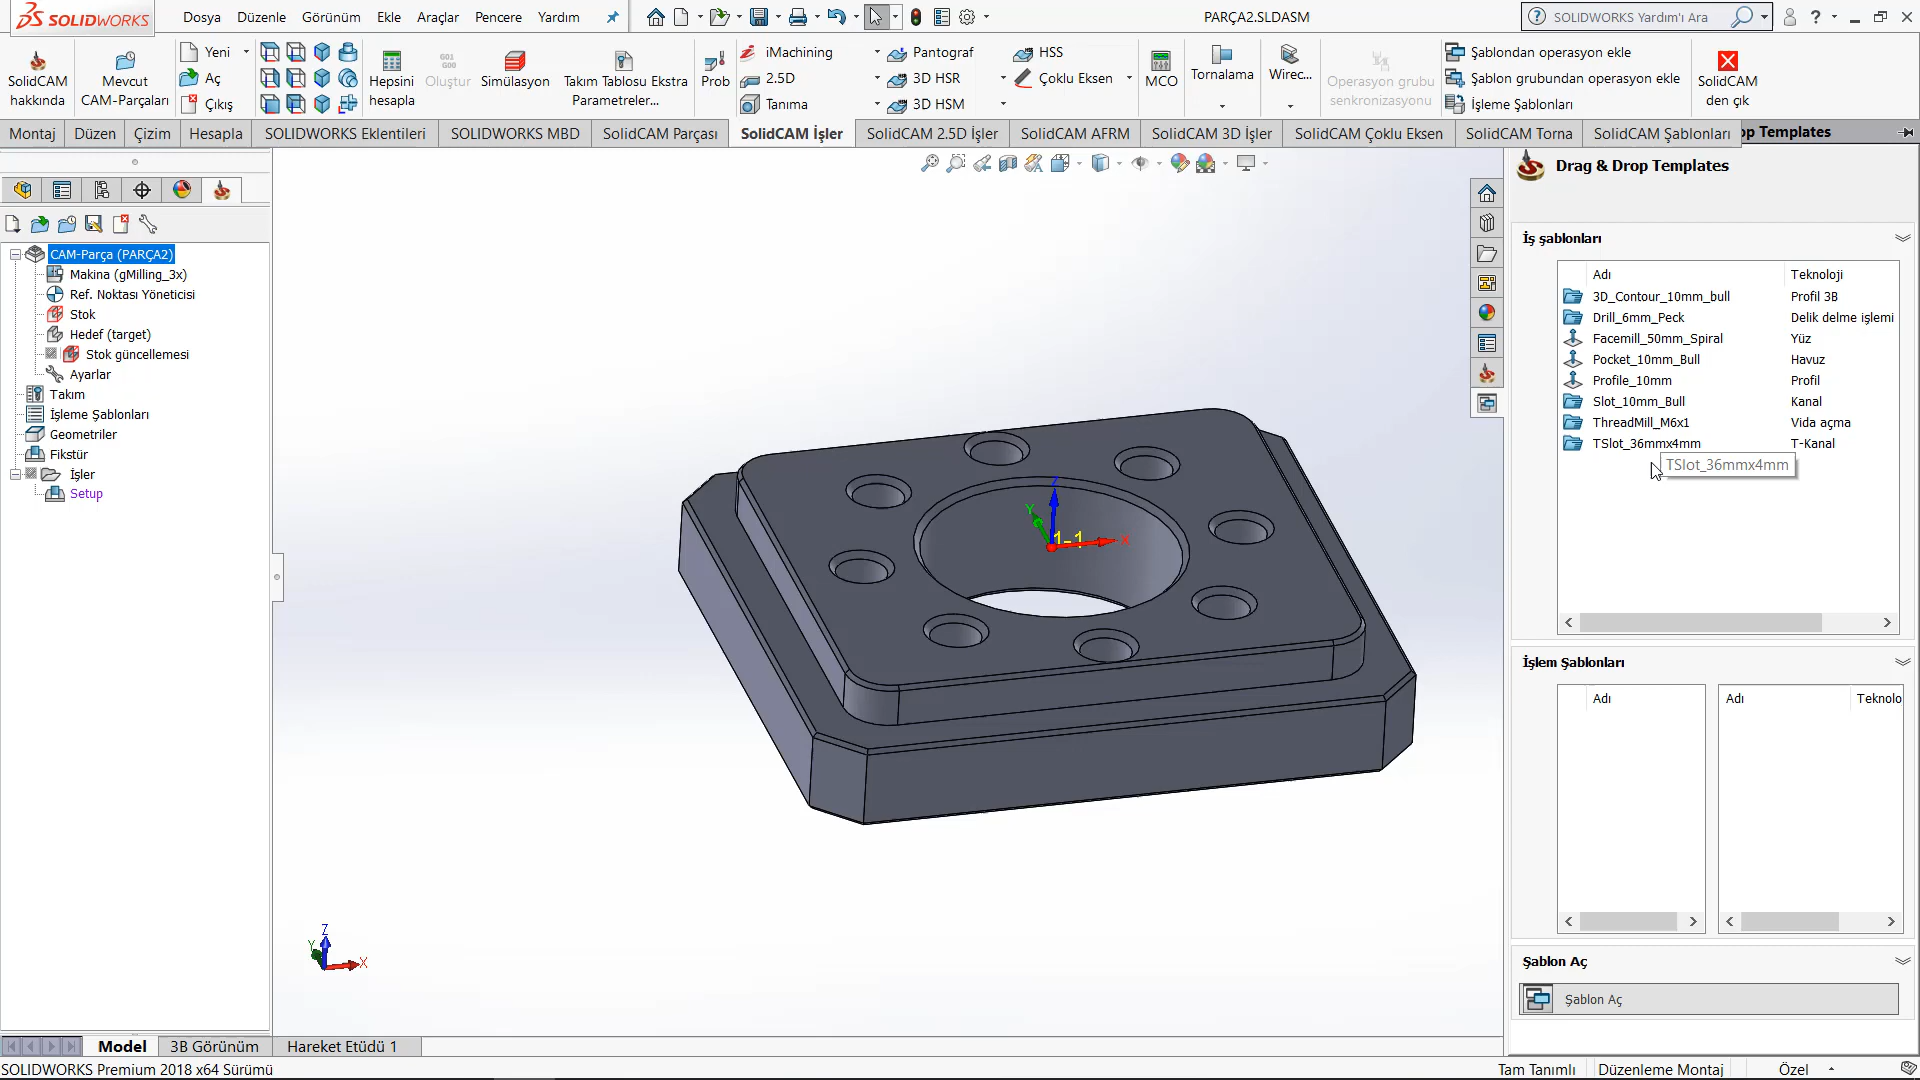 SOLIDWORKS Dosya Düzenle Görünüm Ekle Araçlar Pencere Yardım PARÇA2.SLDASM SOLIDWORKS Yardım'ı Ara
SolidCAM hakkında
Mevcut CAM-Parçaları
Yeni
Aç
Çıkış
Hepsini hesapla
G01 G00
Oluştur
Simülasyon
Takım Tablosu Ekstra Parametreler...
Prob
iMachining
2.5D
Tanıma
Pantograf
3D HSR
3D HSM
HSS
Çoklu Eksen
MCO
Tornalama
Wirec...
Operasyon grubu senkronizasyonu
Şablondan operasyon ekle
Şablon grubundan operasyon ekle
İşleme Şablonları
SolidCAM den çık
Montaj Düzen Çizim Hesapla SOLIDWORKS Eklentileri SOLIDWORKS MBD SolidCAM Parçası SolidCAM İşler SolidCAM 2.5D İşler SolidCAM AFRM SolidCAM 3D İşler SolidCAM Çoklu Eksen SolidCAM Torna SolidCAM Şablonları op Templates
CAM-Parça (PARÇA2)
Makina (gMilling_3x)
Ref. Noktası Yöneticisi
Stok
Hedef (target)
Stok güncellemesi
Ayarlar
Takım
İşleme Şablonları
Geometriler
Fikstür
İşler
Setup
Z
Y
1-1
X
Z
Y
X
Drag & Drop Templates
İş şablonları
Adı Teknoloji
3D_Contour_10mm_bull Profil 3B
Drill_6mm_Peck Delik delme işlemi
Facemill_50mm_Spiral Yüz
Pocket_10mm_Bull Havuz
Profile_10mm Profil
Slot_10mm_Bull Kanal
ThreadMill_M6x1 Vida açma
TSlot_36mmx4mm T-Kanal
TSlot_36mmx4mm
İşlem Şablonları
Adı Adı Teknolo
Şablon Aç
Şablon Aç
Model 3B Görünüm Hareket Etüdü 1
SOLIDWORKS Premium 2018 x64 Sürümü Tam Tanımlı Düzenleme Montaj Özel